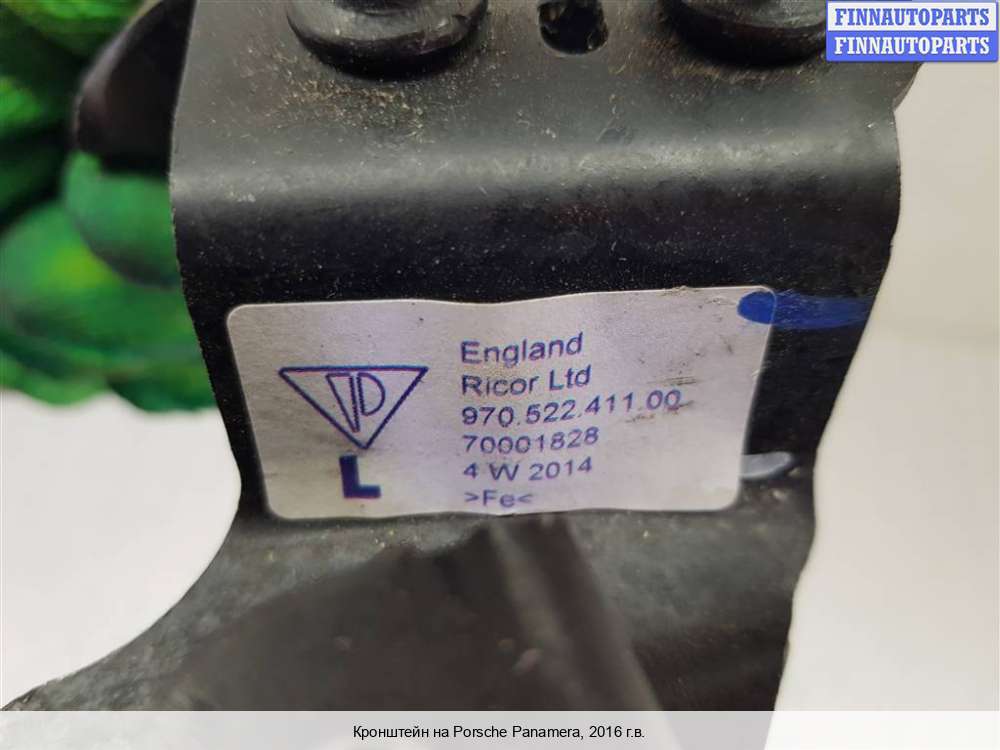 FINNAUTOPARTS
FINNAUTOPARTS
England
Ricor Ltd
970.522.411.00
70001828
4 W 2014
>Fe<
L
Кронштейн на Porsche Panamera, 2016 г.в.